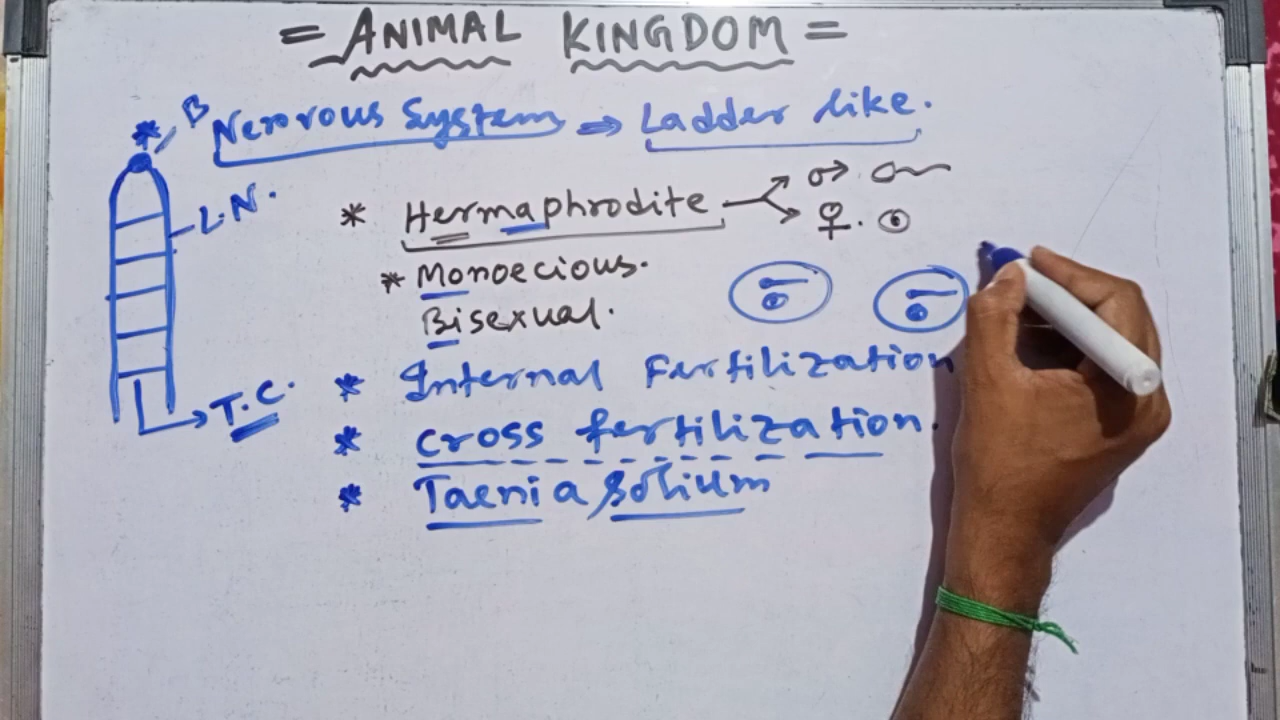 = ANIMAL KINGDOM =
B
Nervous System ⇒ Ladder like.
L.N.
* Hermaphrodite → ♂ ♀.
* Monoecious.
Bisexual.
* Internal Fertilization
* Cross fertilization.
* Taenia solium
T.C.